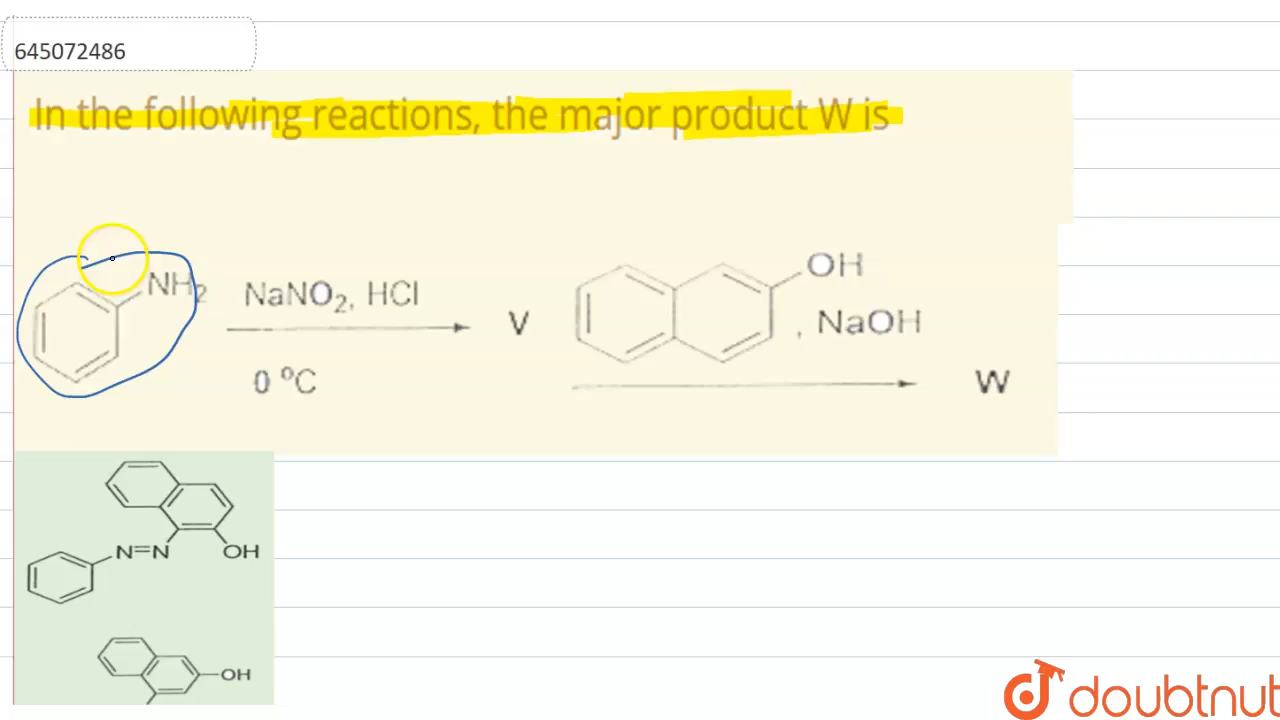 645072486
In the following reactions, the major product W is
NH2
NaNO2, HCl
0 °C
V
OH
, NaOH
W
N=N
OH
OH
doubtnut